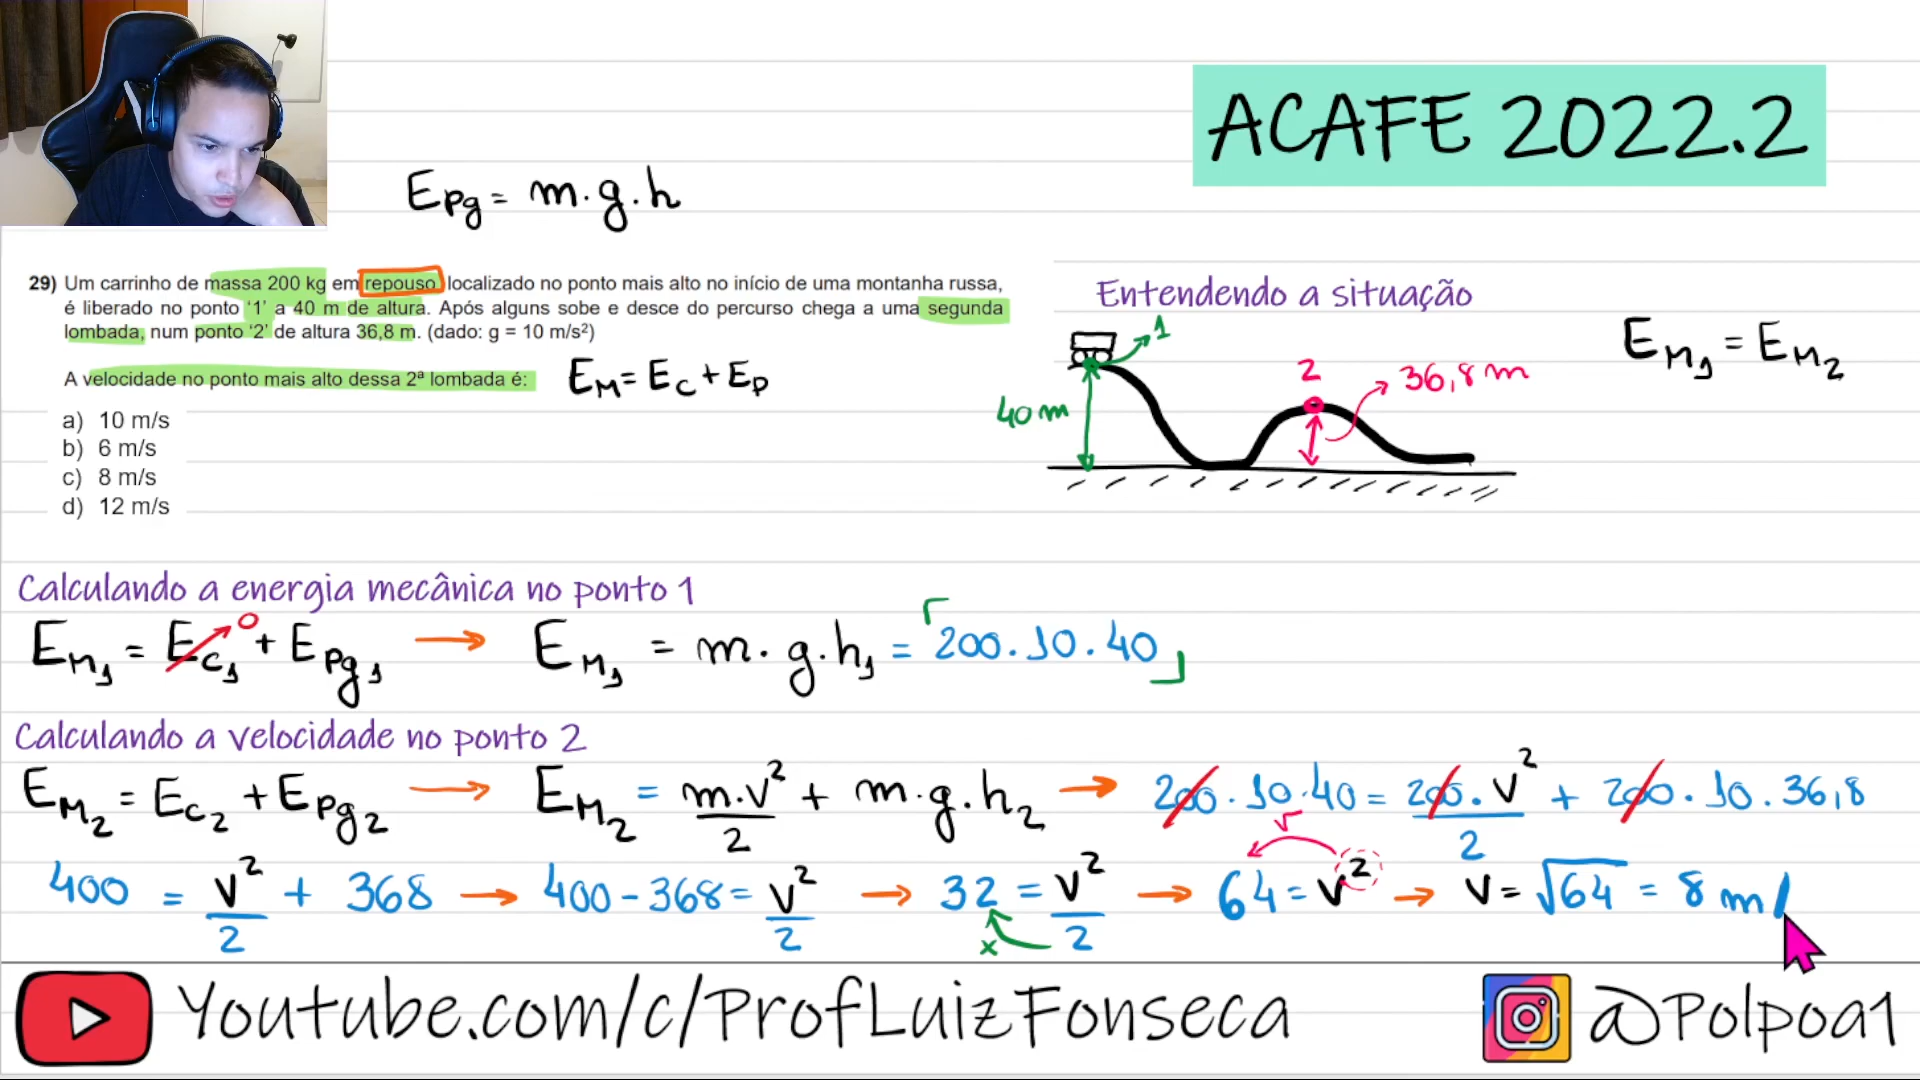 ACAFE 2022.2
Epg = m.g.h
29) Um carrinho de massa 200 kg em repouso localizado no ponto mais alto no início de uma montanha russa,
é liberado no ponto '1' a 40 m de altura. Após alguns sobe e desce do percurso chega a uma segunda
lombada, num ponto '2' de altura 36,8 m. (dado: g = 10 m/s²)
A velocidade no ponto mais alto dessa 2ª lombada é:
EM = EC + EP
a) 10 m/s
b) 6 m/s
c) 8 m/s
d) 12 m/s
Entendendo a situação
1
40 m
2
36,8 m
EM1 = EM2
Calculando a energia mecânica no ponto 1
EM1 = EC1 0 + Epg1 → EM1 = m.g.h1 = 200.10.40
Calculando a velocidade no ponto 2
EM2 = EC2 + Epg2 → EM2 = m.v²/2 + m.g.h2 → 200.10.40 = 200.v²/2 + 200.10.36,8
400 = v²/2 + 368 → 400-368 = v²/2 → 32 = v²/2 x → 64 = v² √ → v = √64 = 8 m/
Youtube.com/c/ProfLuizFonseca
@Polpoa1